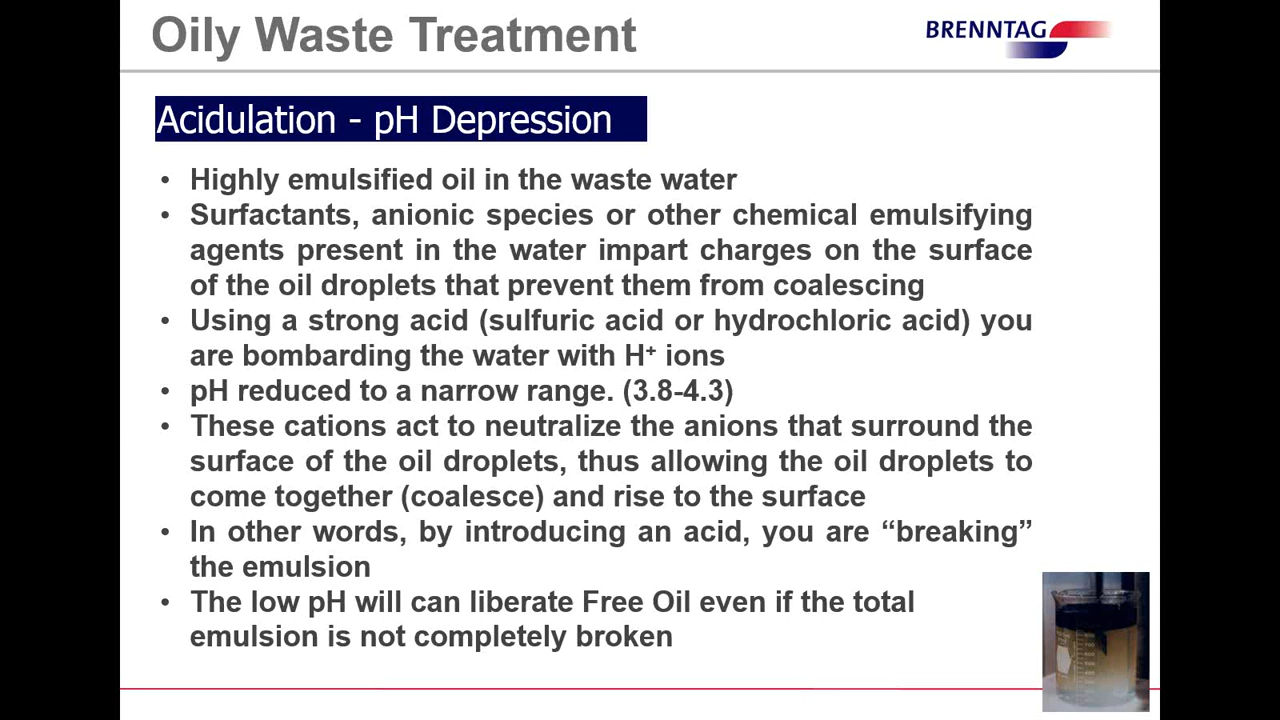 Oily Waste Treatment
BRENNTAG
Acidulation - pH Depression
• Highly emulsified oil in the waste water
• Surfactants, anionic species or other chemical emulsifying
agents present in the water impart charges on the surface
of the oil droplets that prevent them from coalescing
• Using a strong acid (sulfuric acid or hydrochloric acid) you
are bombarding the water with H⁺ ions
• pH reduced to a narrow range. (3.8-4.3)
• These cations act to neutralize the anions that surround the
surface of the oil droplets, thus allowing the oil droplets to
come together (coalesce) and rise to the surface
• In other words, by introducing an acid, you are “breaking”
the emulsion
• The low pH will can liberate Free Oil even if the total
emulsion is not completely broken